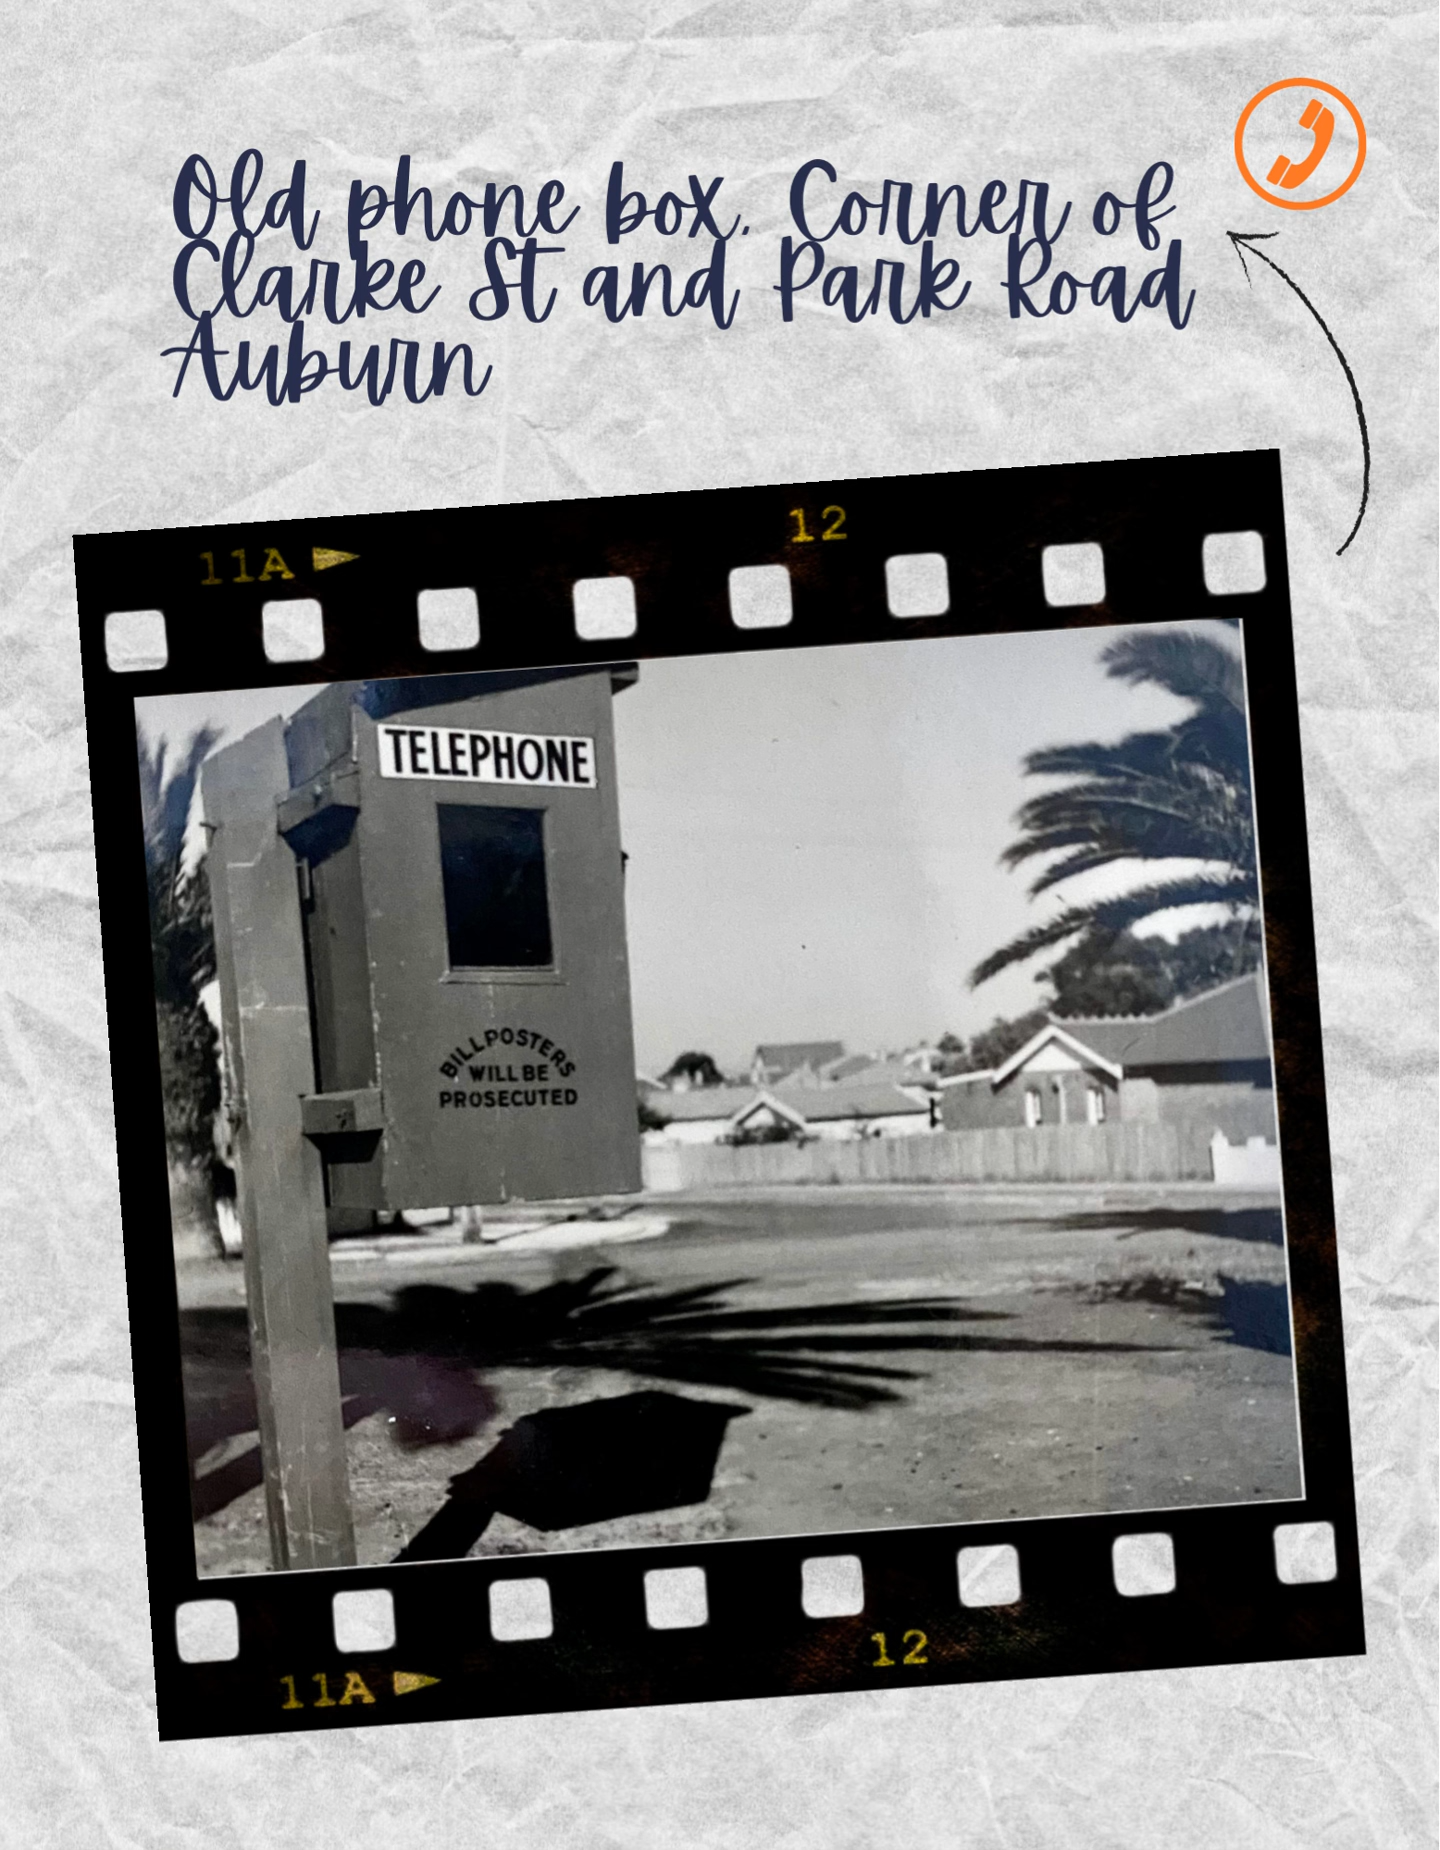 Old phone box. Corner of
Clarke St and Park Road
Auburn
11A
12
TELEPHONE
BILLPOSTERS
WILL BE
PROSECUTED
11A
12